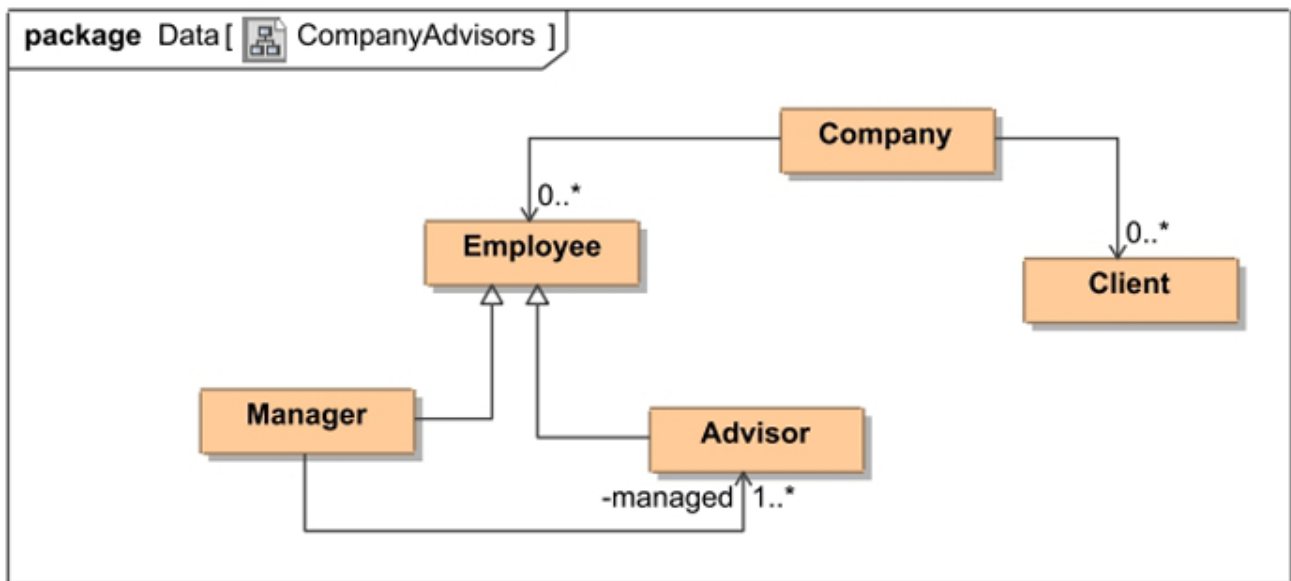 package Data[ CompanyAdvisors ]
Company
0..*
Employee
0..*
Client
Manager
Advisor
-managed 1..*